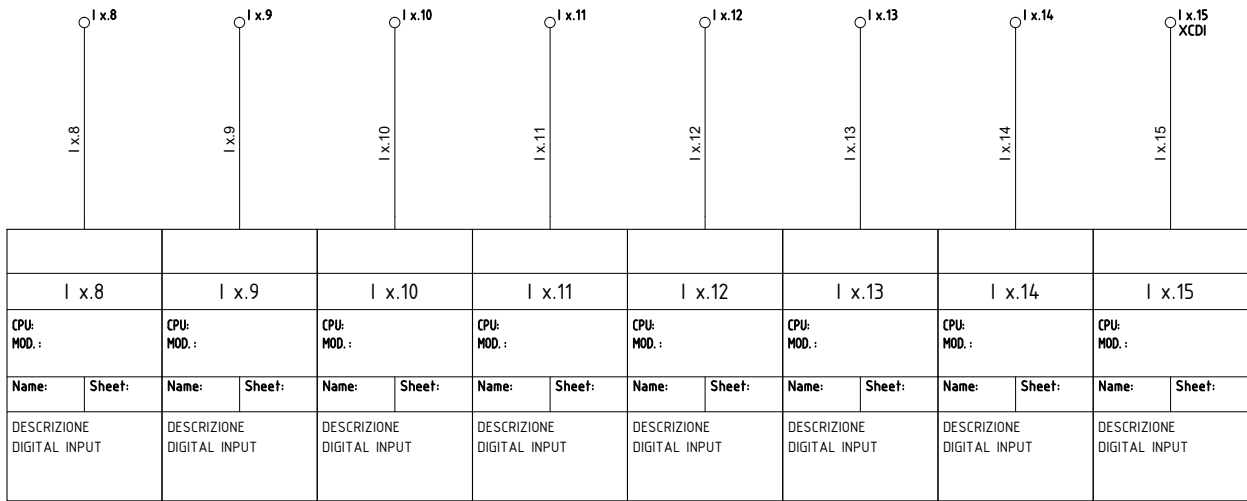 I x.8 I x.9 I x.10 I x.11 I x.12 I x.13 I x.14 I x.15
XCDI
I x.8 I x.9 I x.10 I x.11 I x.12 I x.13 I x.14 I x.15
I x.8 I x.9 I x.10 I x.11 I x.12 I x.13 I x.14 I x.15
CPU: CPU: CPU: CPU: CPU: CPU: CPU: CPU:
MOD. : MOD. : MOD. : MOD. : MOD. : MOD. : MOD. : MOD. :
Name: Sheet: Name: Sheet: Name: Sheet: Name: Sheet: Name: Sheet: Name: Sheet: Name: Sheet: Name: Sheet:
DESCRIZIONE DESCRIZIONE DESCRIZIONE DESCRIZIONE DESCRIZIONE DESCRIZIONE DESCRIZIONE DESCRIZIONE
DIGITAL INPUT DIGITAL INPUT DIGITAL INPUT DIGITAL INPUT DIGITAL INPUT DIGITAL INPUT DIGITAL INPUT DIGITAL INPUT